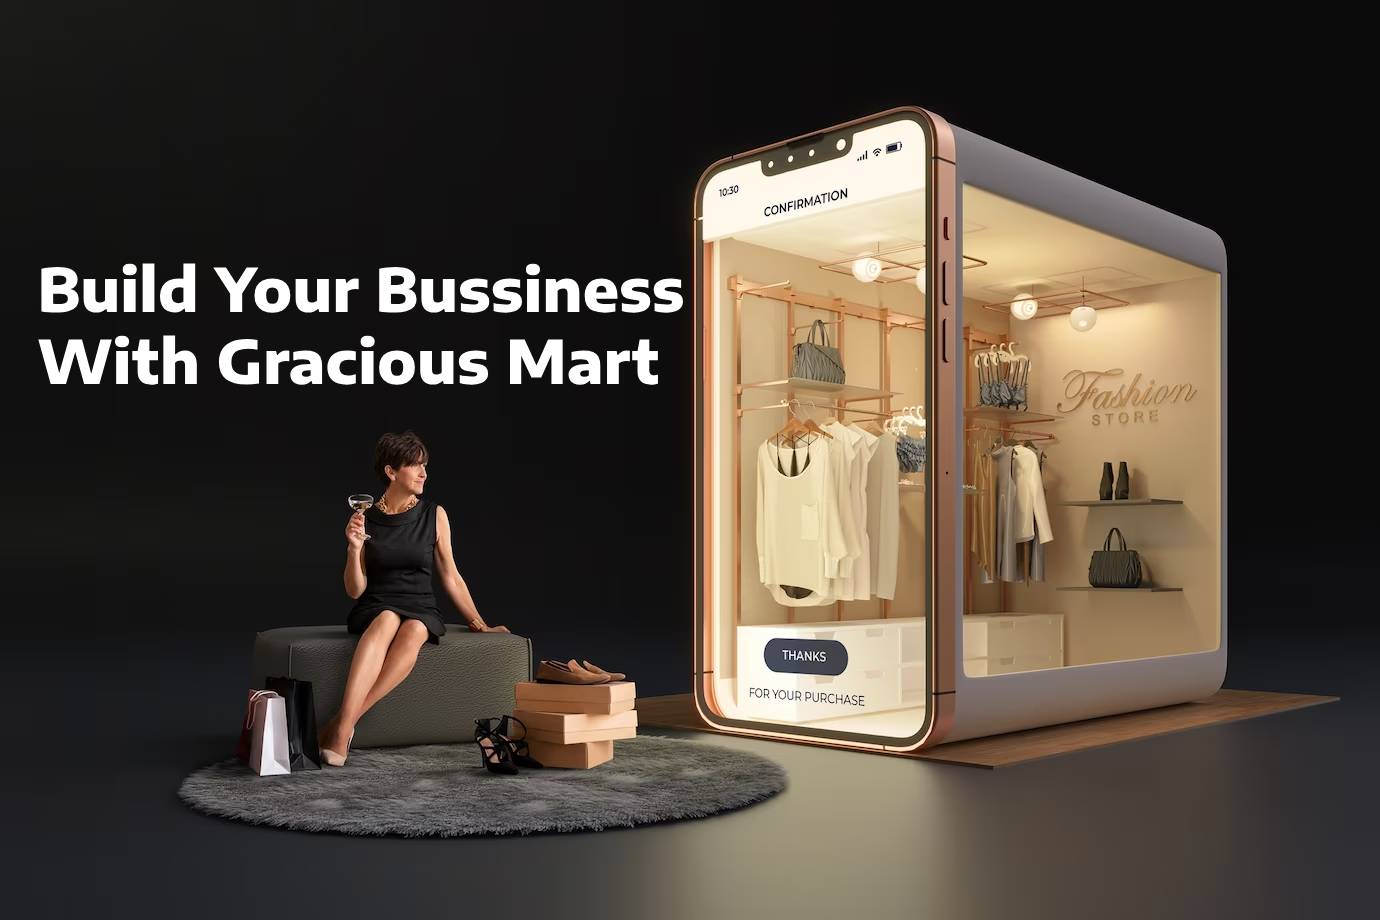 Build Your Bussiness
With Gracious Mart
10:30
CONFIRMATION
Fashion
STORE
THANKS
FOR YOUR PURCHASE